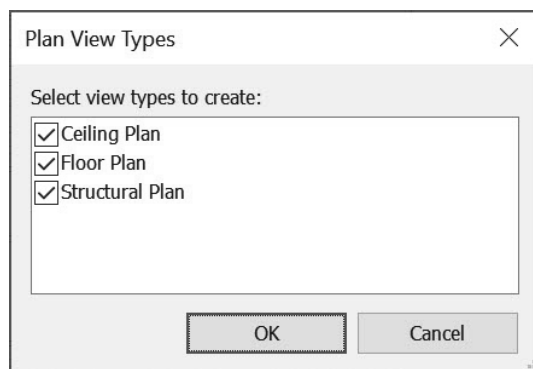 Plan View Types
Select view types to create:
Ceiling Plan
Floor Plan
Structural Plan
OK Cancel